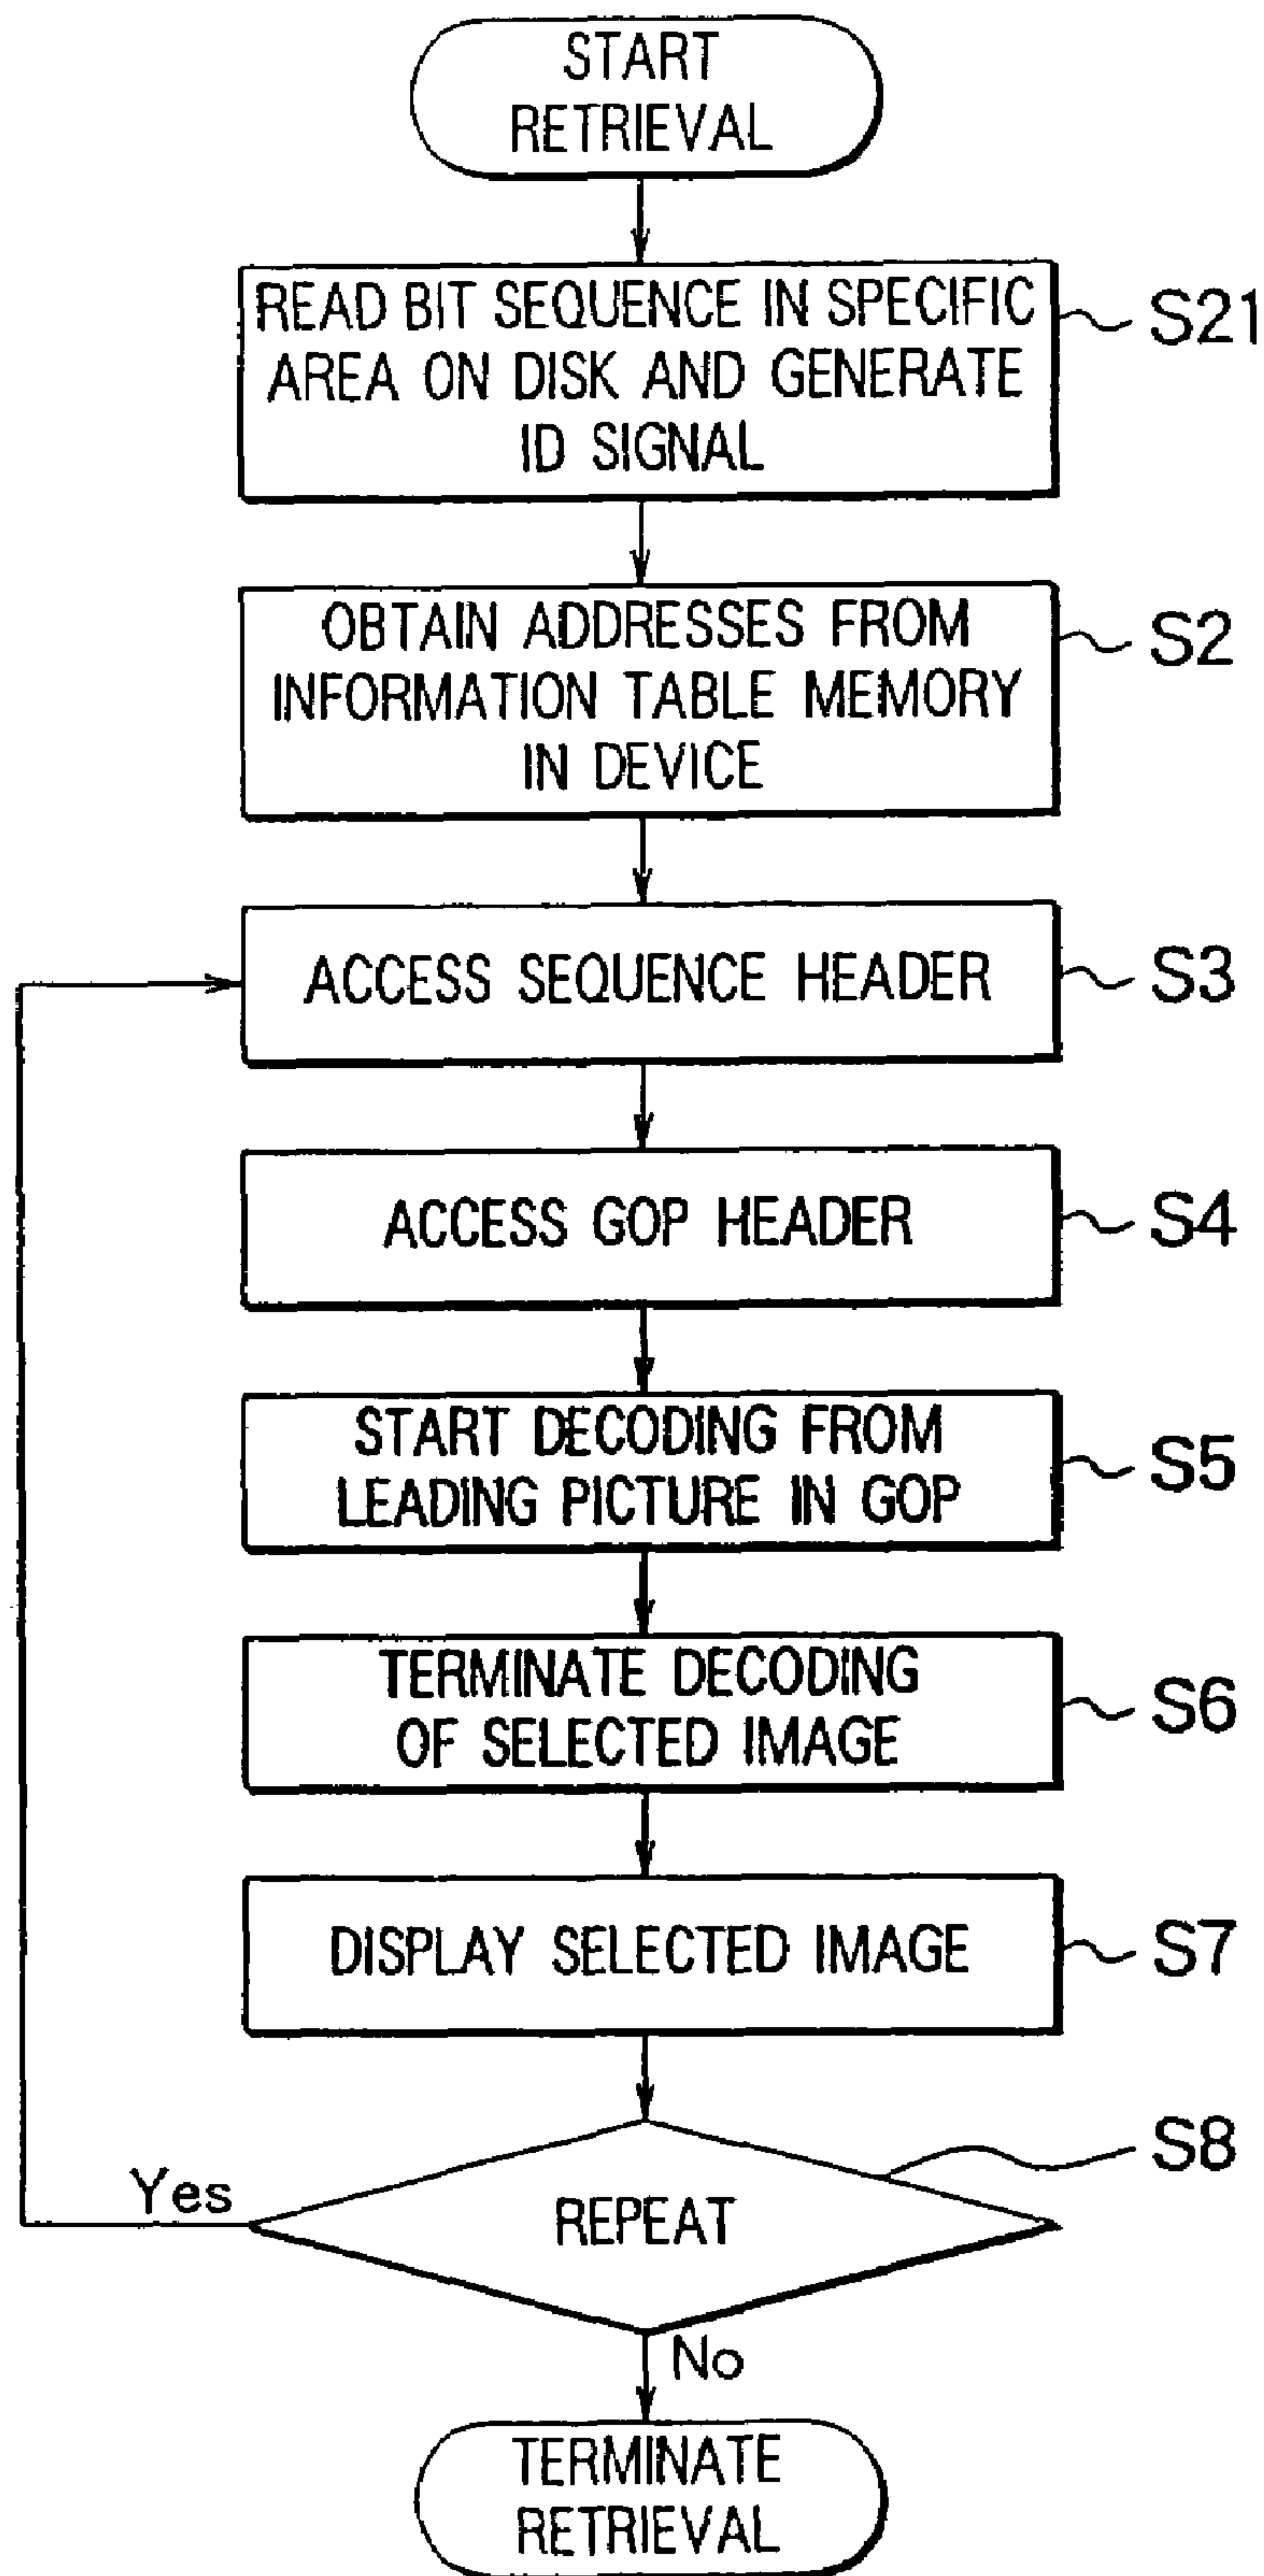 START
RETRIEVAL
READ BIT SEQUENCE IN SPECIFIC
AREA ON DISK AND GENERATE
ID SIGNAL
S21
OBTAIN ADDRESSES FROM
INFORMATION TABLE MEMORY
IN DEVICE
S2
ACCESS SEQUENCE HEADER
S3
ACCESS GOP HEADER
S4
START DECODING FROM
LEADING PICTURE IN GOP
S5
TERMINATE DECODING
OF SELECTED IMAGE
S6
DISPLAY SELECTED IMAGE
S7
REPEAT
S8
Yes
No
TERMINATE
RETRIEVAL